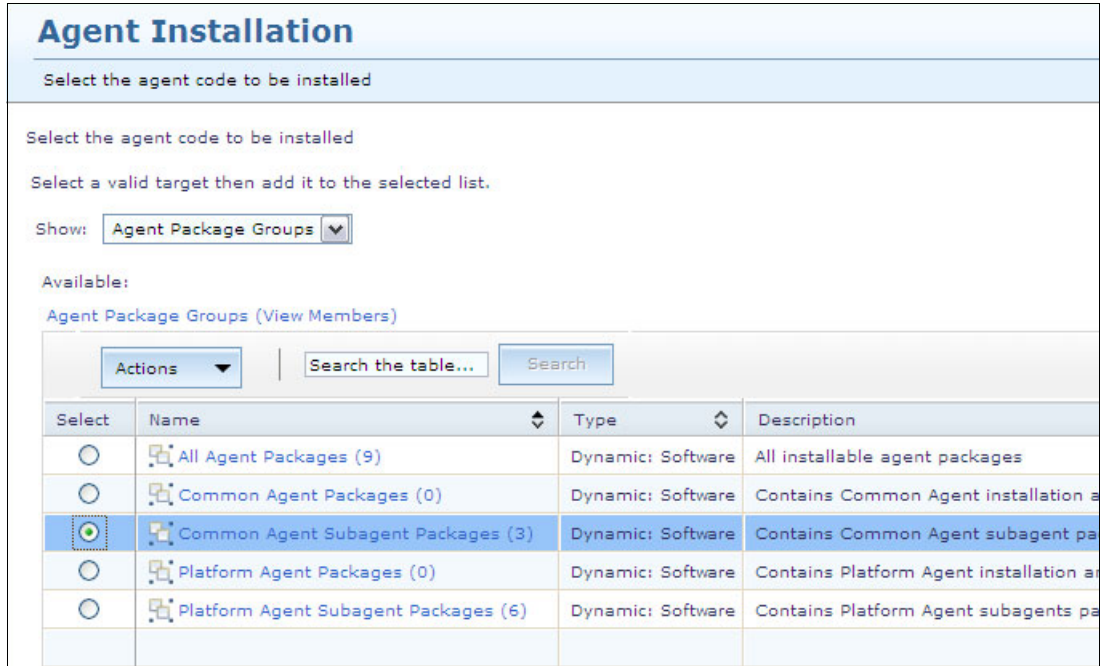 Agent Installation
Select the agent code to be installed
Select the agent code to be installed
Select a valid target then add it to the selected list.
Show: Agent Package Groups
Available:
Agent Package Groups (View Members)
Actions Search the table... Search
Select Name Type Description
All Agent Packages (9) Dynamic: Software All installable agent packages
Common Agent Packages (0) Dynamic: Software Contains Common Agent installation a
Common Agent Subagent Packages (3) Dynamic: Software Contains Common Agent subagent pa
Platform Agent Packages (0) Dynamic: Software Contains Platform Agent installation ar
Platform Agent Subagent Packages (6) Dynamic: Software Contains Platform Agent subagents pa